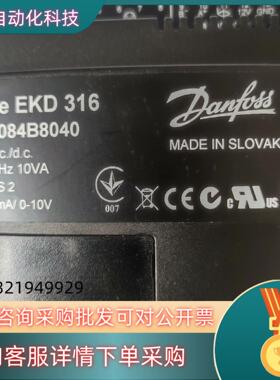 自动化科技
e EKD 316
Danfoss
084B8040
c./d.c.
MADE IN SLOVAK
Hz 10VA
S 2
mA/ 0-10V
007
c UL us
321949929
咨询采购批发可对公开票
客服详情下单采购